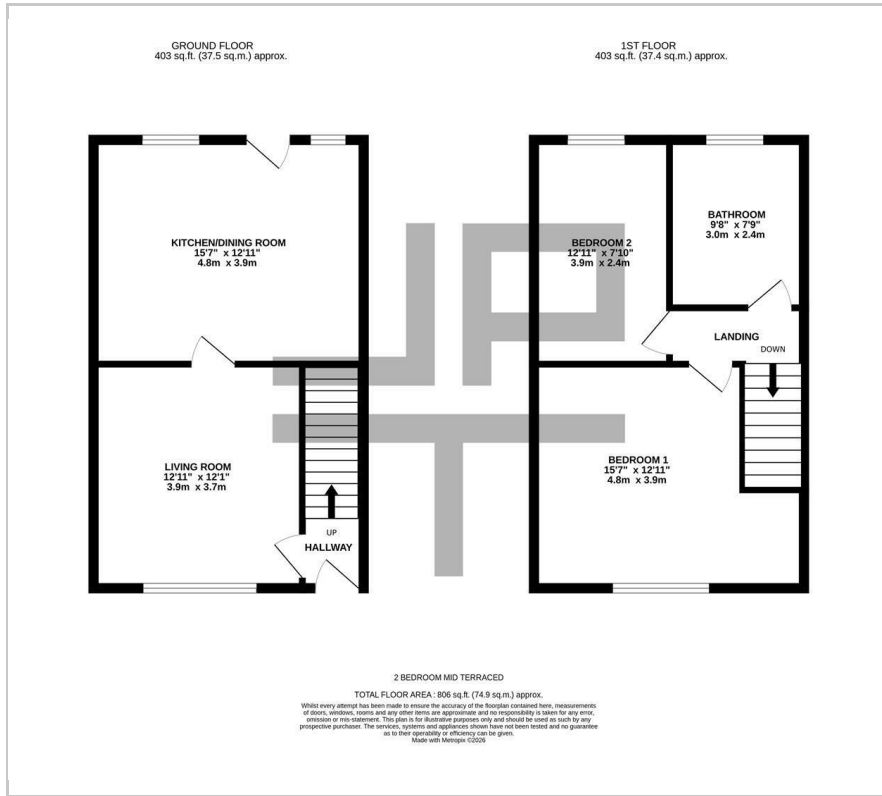 GROUND FLOOR
403 sq.ft. (37.5 sq.m.) approx.
1ST FLOOR
403 sq.ft. (37.4 sq.m.) approx.
KITCHEN/DINING ROOM
15'7" x 12'11"
4.8m x 3.9m
LIVING ROOM
12'11" x 12'1"
3.9m x 3.7m
UP
HALLWAY
BATHROOM
9'8" x 7'9"
3.0m x 2.4m
BEDROOM 2
12'11" x 7'10"
3.9m x 2.4m
LANDING
DOWN
BEDROOM 1
15'7" x 12'11"
4.8m x 3.9m
JP
T
2 BEDROOM MID TERRACED
TOTAL FLOOR AREA : 806 sq.ft. (74.9 sq.m.) approx.
Whilst every attempt has been made to ensure the accuracy of the floorplan contained here, measurements
of doors, windows, rooms and any other items are approximate and no responsibility is taken for any error,
omission or mis-statement. This plan is for illustrative purposes only and should be used as such by any
prospective purchaser. The services, systems and appliances shown have not been tested and no guarantee
as to their operability or efficiency can be given.
Made with Metropix ©2026